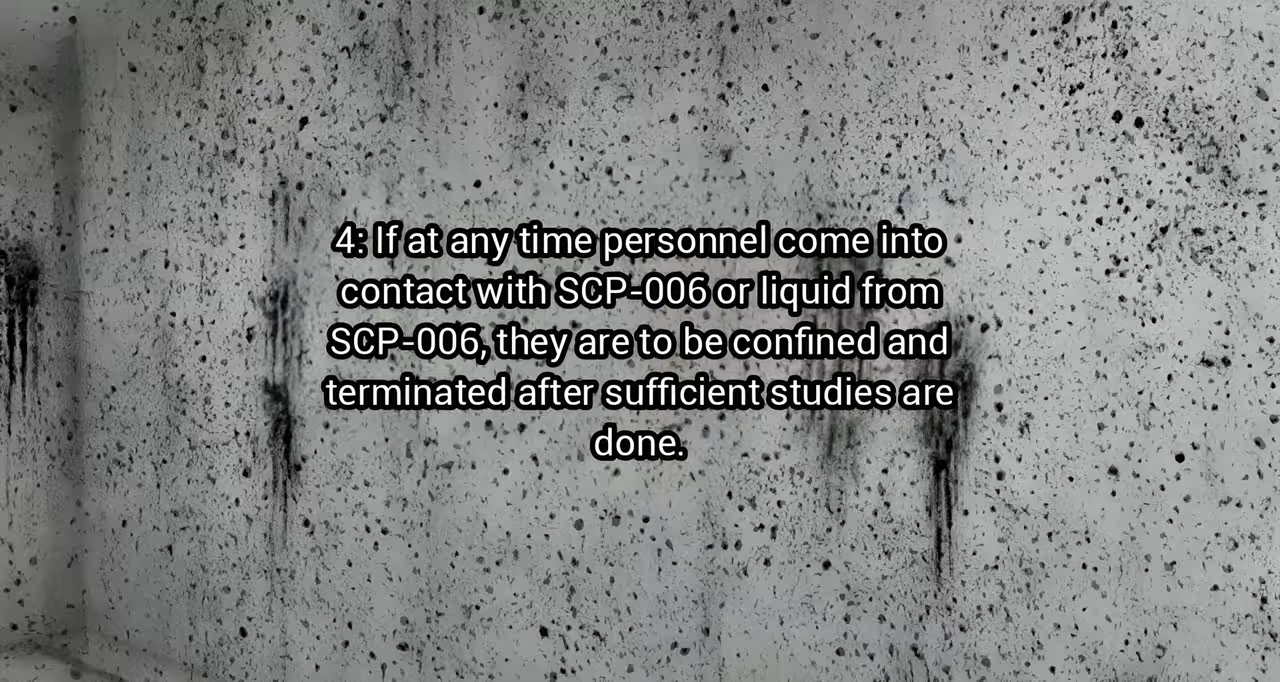 4: If at any time personnel come into
contact with SCP-006 or liquid from
SCP-006, they are to be confined and
terminated after sufficient studies are
done.